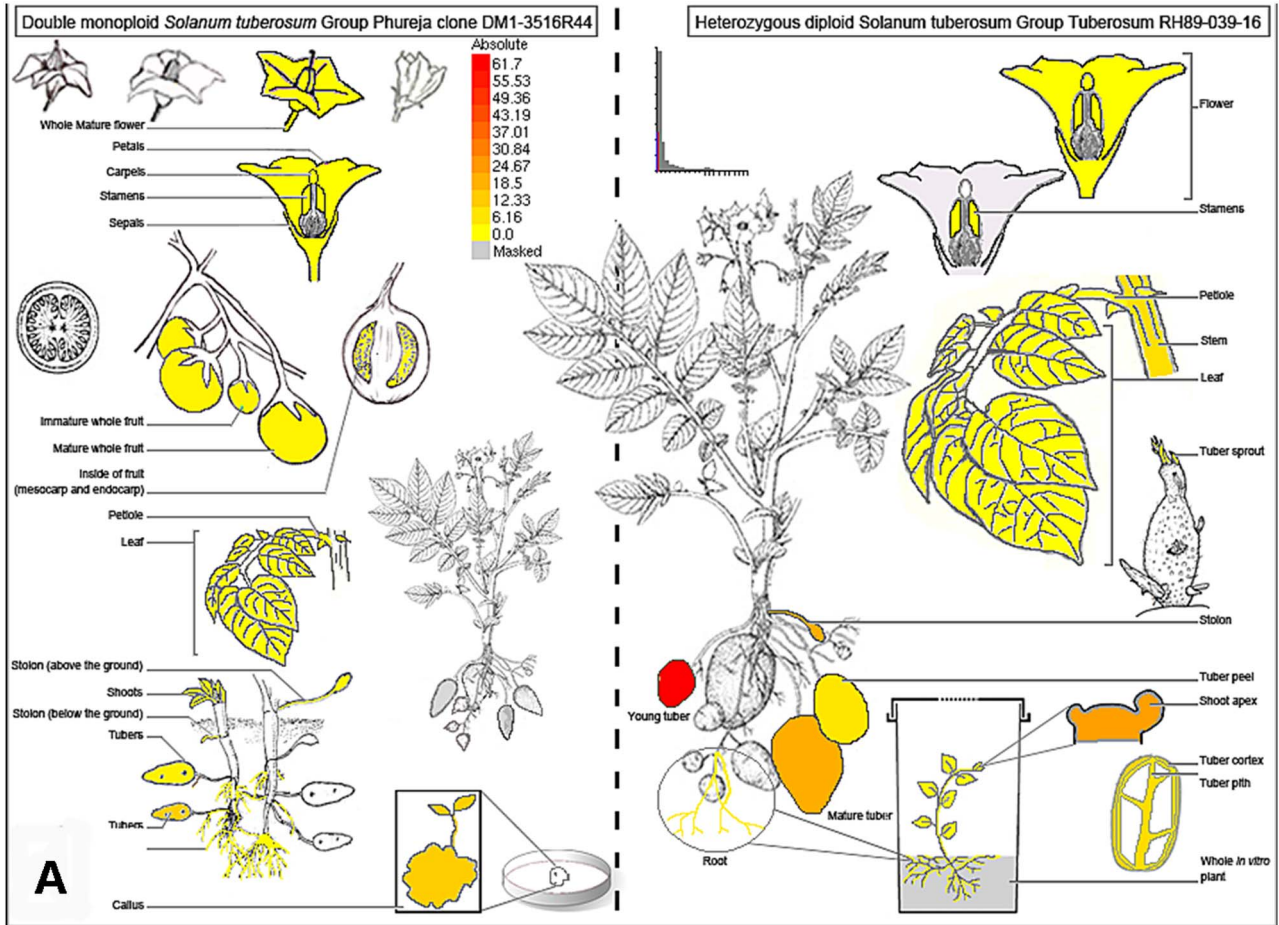 Double monoploid Solanum tuberosum Group Phureja clone DM1-3516R44
Heterozygous diploid Solanum tuberosum Group Tuberosum RH89-039-16
Absolute
61.7
55.53
49.36
43.19
37.01
30.84
24.67
18.5
12.33
6.16
0.0
Masked
Whole Mature flower
Petals
Carpels
Stamens
Sepals
Immature whole fruit
Mature whole fruit
Inside of fruit
(mesocarp and endocarp)
Petiole
Leaf
Stolon (above the ground)
Shoots
Stolon (below the ground)
Tubers
Tubers
Callus
A
Flower
Stamens
Petiole
Stem
Leaf
Tuber sprout
Stolon
Young tuber
Tuber peel
Shoot apex
Tuber cortex
Tuber pith
Mature tuber
Root
Whole in vitro
plant